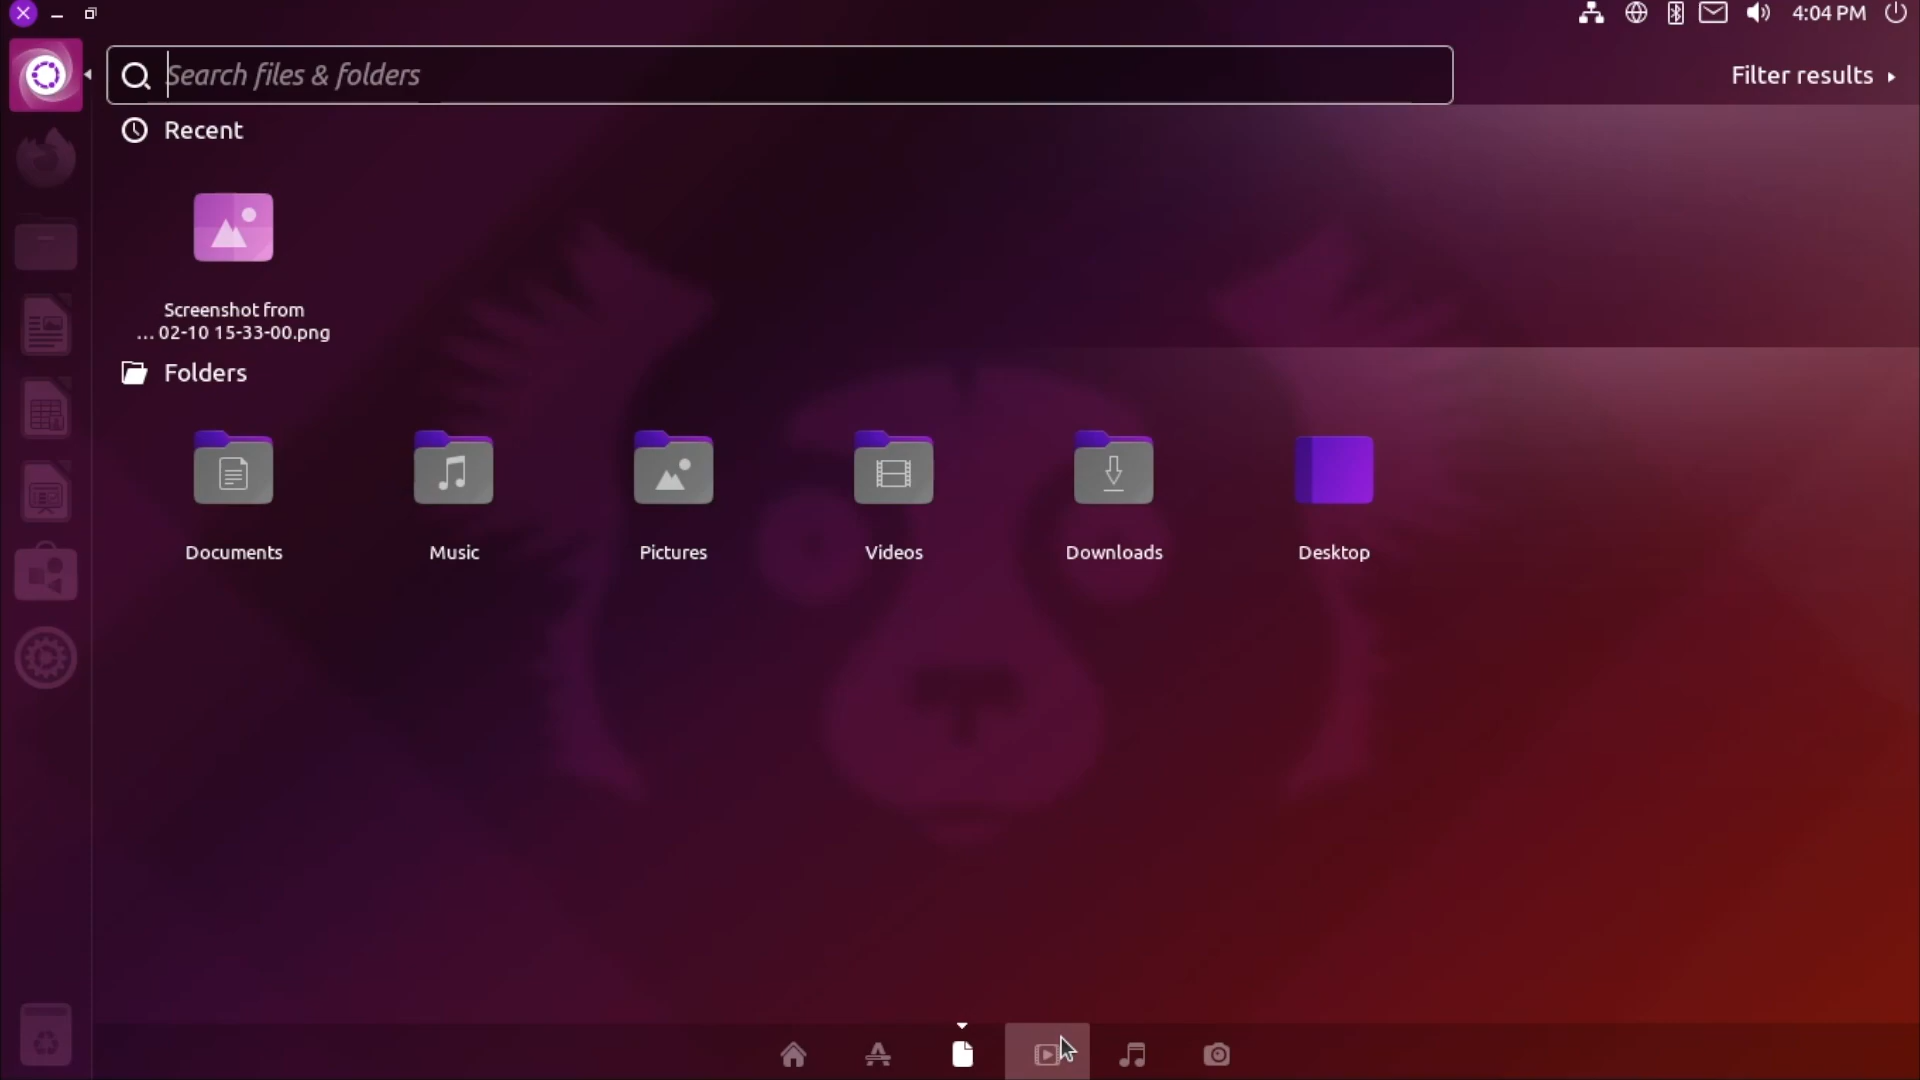 4:04 PM
Search files & folders
Filter results
Recent
Screenshot from
... 02-10 15-33-00.png
Folders
Documents
Music
Pictures
Videos
Downloads
Desktop